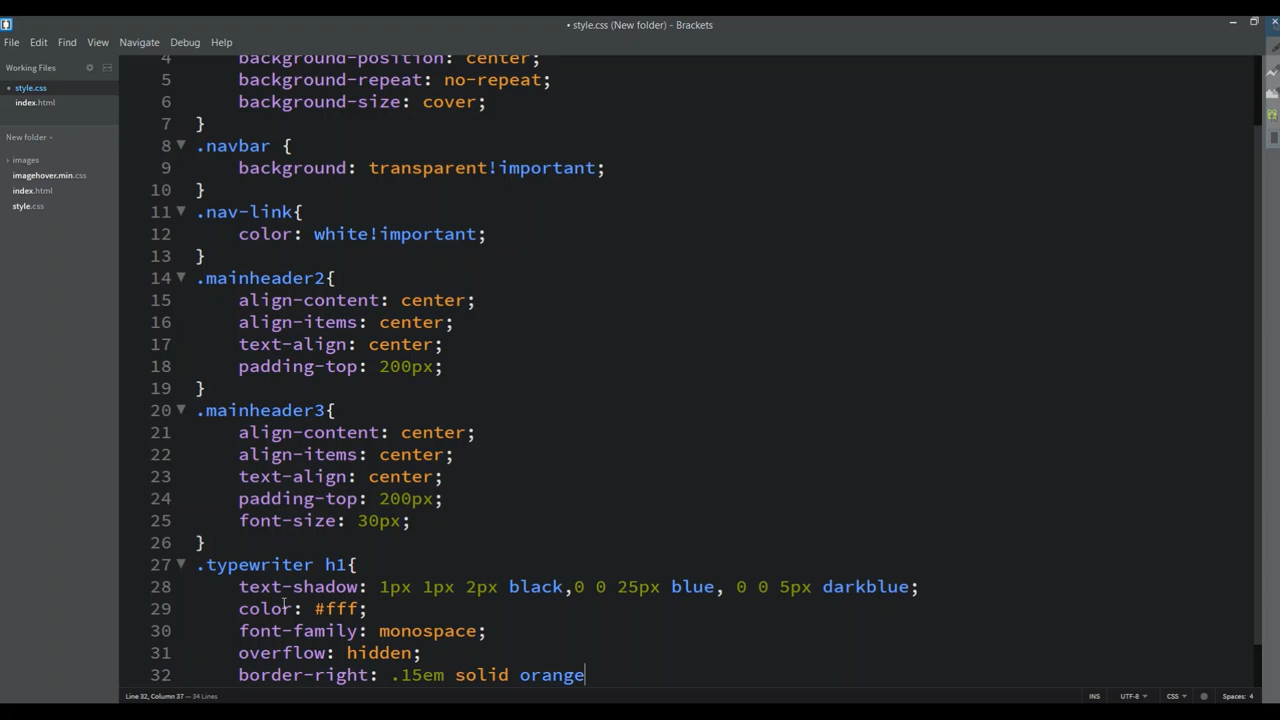 • style.css (New folder) - Brackets
File Edit Find View Navigate Debug Help
Working Files
• style.css
index.html
New folder
images
imagehover.min.css
index.html
style.css
4 background-position: center;
5 background-repeat: no-repeat;
6 background-size: cover;
7 }
8 .navbar {
9 background: transparent!important;
10 }
11 .nav-link{
12 color: white!important;
13 }
14 .mainheader2{
15 align-content: center;
16 align-items: center;
17 text-align: center;
18 padding-top: 200px;
19 }
20 .mainheader3{
21 align-content: center;
22 align-items: center;
23 text-align: center;
24 padding-top: 200px;
25 font-size: 30px;
26 }
27 .typewriter h1{
28 text-shadow: 1px 1px 2px black,0 0 25px blue, 0 0 5px darkblue;
29 color: #fff;
30 font-family: monospace;
31 overflow: hidden;
32 border-right: .15em solid orange
Line 32, Column 37 — 34 Lines INS UTF-8 CSS Spaces: 4